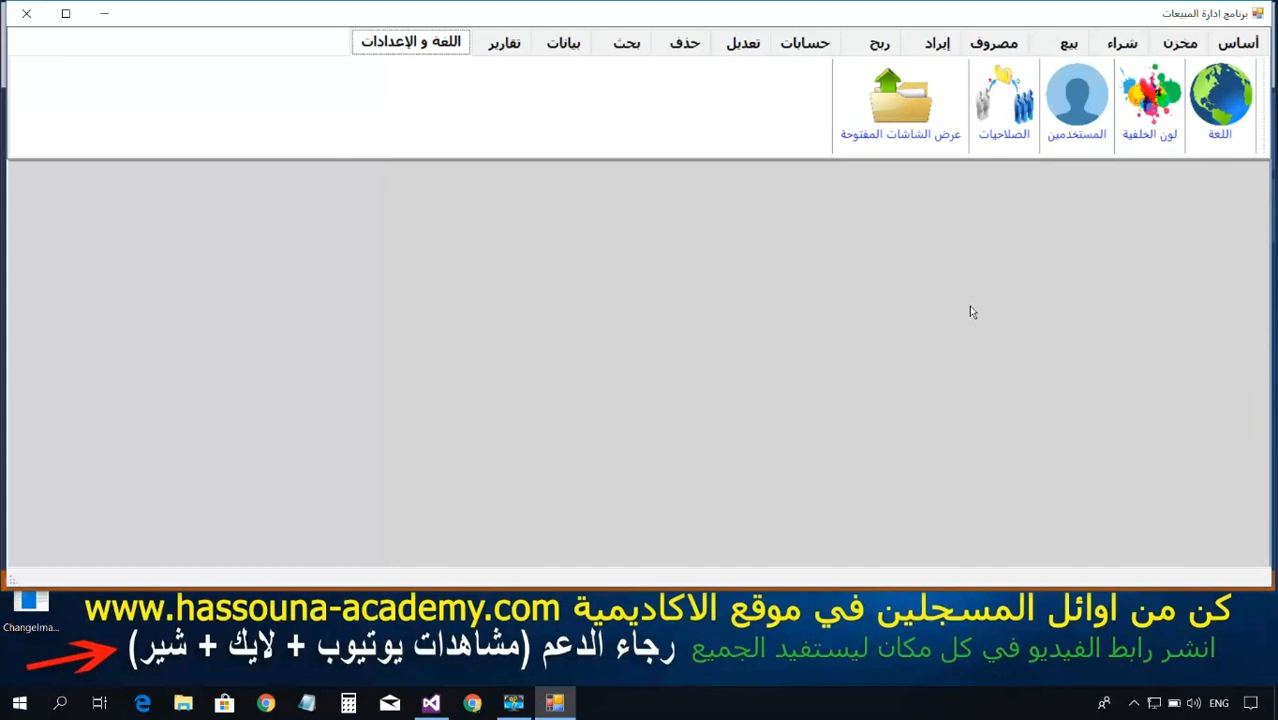 برنامج ادارة المبيعات
أساس مخزن شراء بيع مصروف إيراد ربح حسابات تعديل حذف بحث بيانات تقارير اللغة و الإعدادات
اللغة لون الخلفية المستخدمين الصلاحيات عرض الشاشات المفتوحة
كن من اوائل المسجلين في موقع الاكاديمية www.hassouna-academy.com
ChangeIma...
انشر رابط الفيديو في كل مكان ليستفيد الجميع رجاء الدعم (مشاهدات يوتيوب + لايك + شير)
ENG